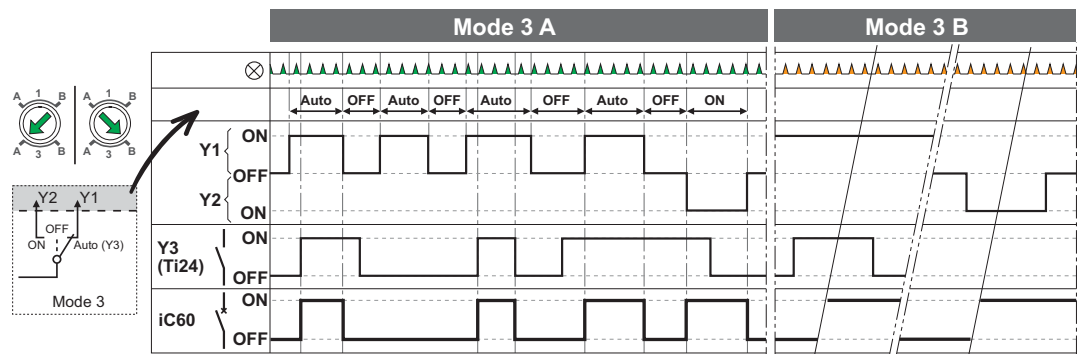 Mode 3 A Mode 3 B
Auto OFF Auto OFF Auto OFF Auto OFF ON
A 1 B A 1 B
A 3 B A 3 B
Y2 Y1
OFF
ON Auto (Y3)
Mode 3
Y1 ON
OFF
Y2 ON
Y3 ON
(Ti24) OFF
iC60 ON
OFF